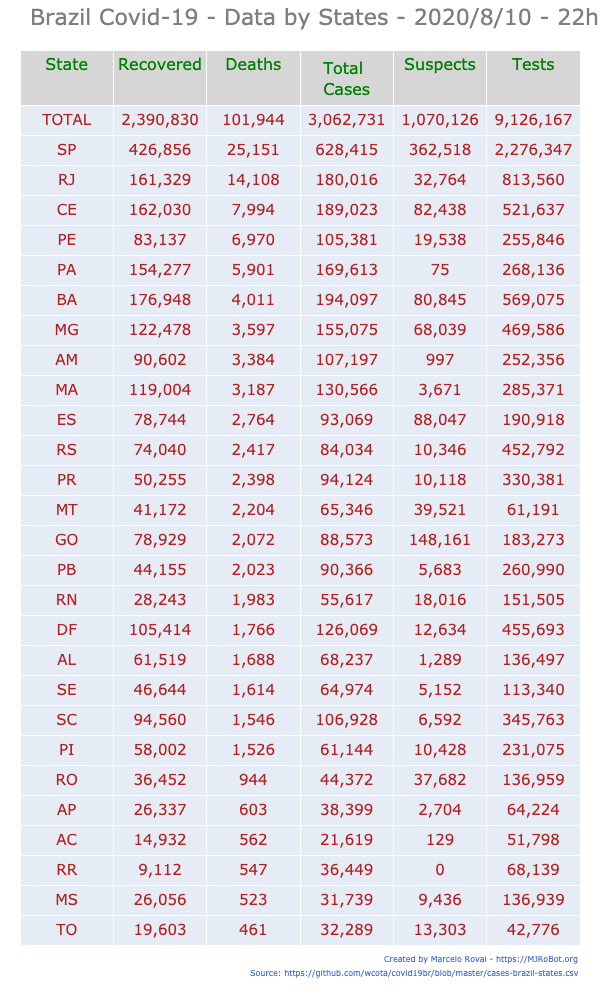 Brazil Covid-19 - Data by States - 2020/8/10 - 22h
State Recovered Deaths Total Cases Suspects Tests
TOTAL 2,390,830 101,944 3,062,731 1,070,126 9,126,167
SP 426,856 25,151 628,415 362,518 2,276,347
RJ 161,329 14,108 180,016 32,764 813,560
CE 162,030 7,994 189,023 82,438 521,637
PE 83,137 6,970 105,381 19,538 255,846
PA 154,277 5,901 169,613 75 268,136
BA 176,948 4,011 194,097 80,845 569,075
MG 122,478 3,597 155,075 68,039 469,586
AM 90,602 3,384 107,197 997 252,356
MA 119,004 3,187 130,566 3,671 285,371
ES 78,744 2,764 93,069 88,047 190,918
RS 74,040 2,417 84,034 10,346 452,792
PR 50,255 2,398 94,124 10,118 330,381
MT 41,172 2,204 65,346 39,521 61,191
GO 78,929 2,072 88,573 148,161 183,273
PB 44,155 2,023 90,366 5,683 260,990
RN 28,243 1,983 55,617 18,016 151,505
DF 105,414 1,766 126,069 12,634 455,693
AL 61,519 1,688 68,237 1,289 136,497
SE 46,644 1,614 64,974 5,152 113,340
SC 94,560 1,546 106,928 6,592 345,763
PI 58,002 1,526 61,144 10,428 231,075
RO 36,452 944 44,372 37,682 136,959
AP 26,337 603 38,399 2,704 64,224
AC 14,932 562 21,619 129 51,798
RR 9,112 547 36,449 0 68,139
MS 26,056 523 31,739 9,436 136,939
TO 19,603 461 32,289 13,303 42,776
Created by Marcelo Rovai - https://MJRoBot.org
Source: https://github.com/wcota/covid19br/blob/master/cases-brazil-states.csv